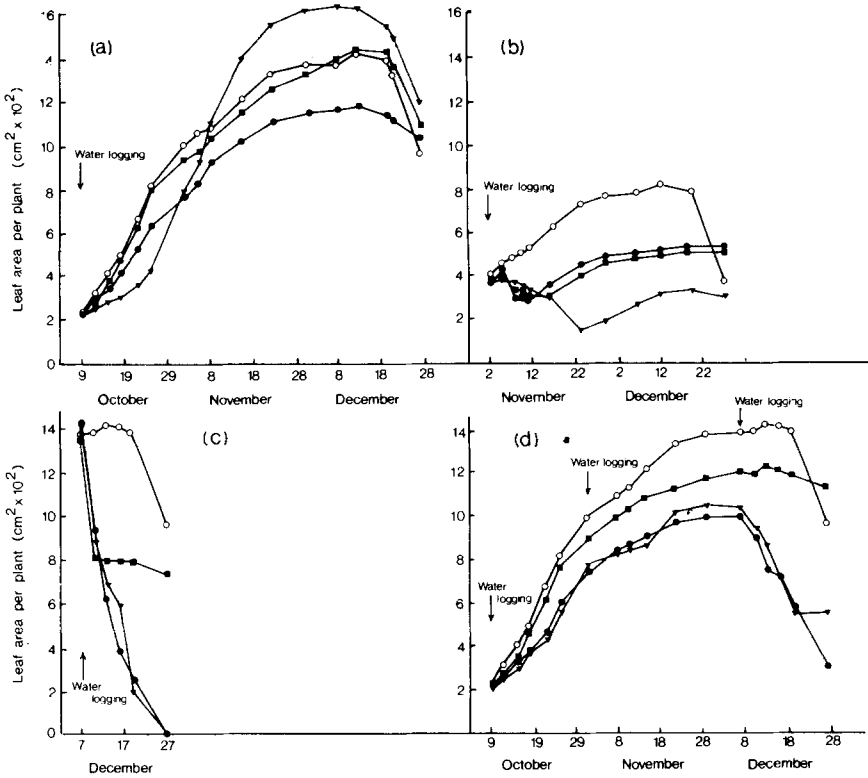 Leaf area per plant (cm² x 10⁻²)
16
14
12
10
8
6
4
2
0
(a)
Water logging
9 19 29 8 18 28 8 18 28
October November December
16
14
12
10
8
6
4
2
(b)
Water logging
2 12 22 2 12 22
November December
Leaf area per plant (cm² x 10⁻²)
14
12
10
8
6
4
2
0
(c)
Water
logging
7 17 27
December
14
12
10
8
6
4
2
(d)
Water logging
Water logging
Water
logging
9 19 29 8 18 28 8 18 28
October November December